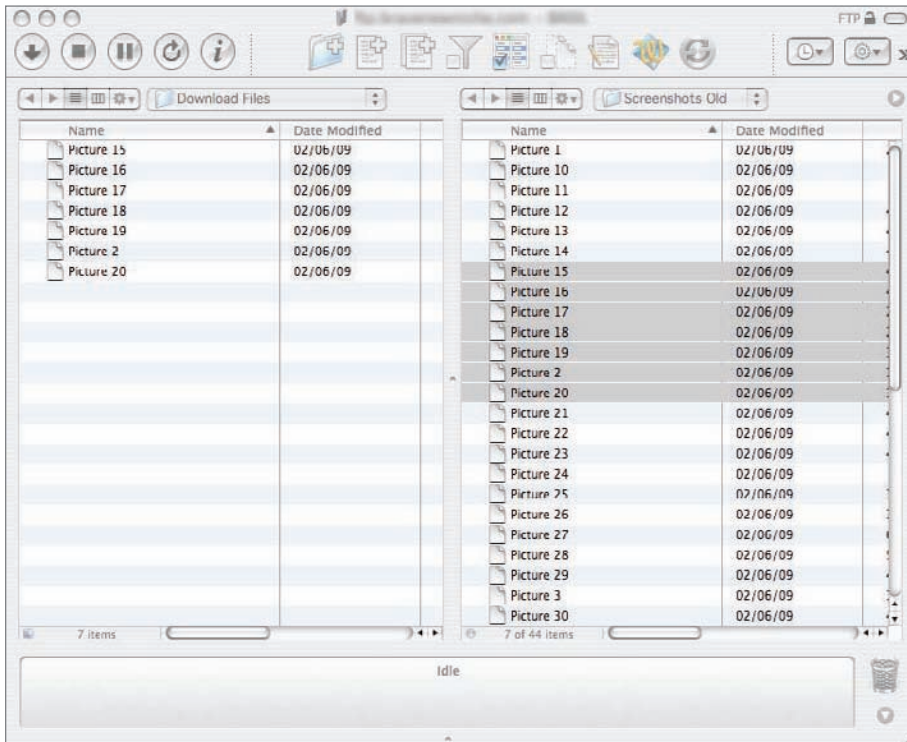 FTP
Download Files
Name Date Modified
Picture 15 02/06/09
Picture 16 02/06/09
Picture 17 02/06/09
Picture 18 02/06/09
Picture 19 02/06/09
Picture 2 02/06/09
Picture 20 02/06/09
7 items
Screenshots Old
Name Date Modified
Picture 1 02/06/09
Picture 10 02/06/09
Picture 11 02/06/09
Picture 12 02/06/09
Picture 13 02/06/09
Picture 14 02/06/09
Picture 15 02/06/09
Picture 16 02/06/09
Picture 17 02/06/09
Picture 18 02/06/09
Picture 19 02/06/09
Picture 2 02/06/09
Picture 20 02/06/09
Picture 21 02/06/09
Picture 22 02/06/09
Picture 23 02/06/09
Picture 24 02/06/09
Picture 25 02/06/09
Picture 26 02/06/09
Picture 27 02/06/09
Picture 28 02/06/09
Picture 29 02/06/09
Picture 3 02/06/09
Picture 30 02/06/09
7 of 44 items
Idle